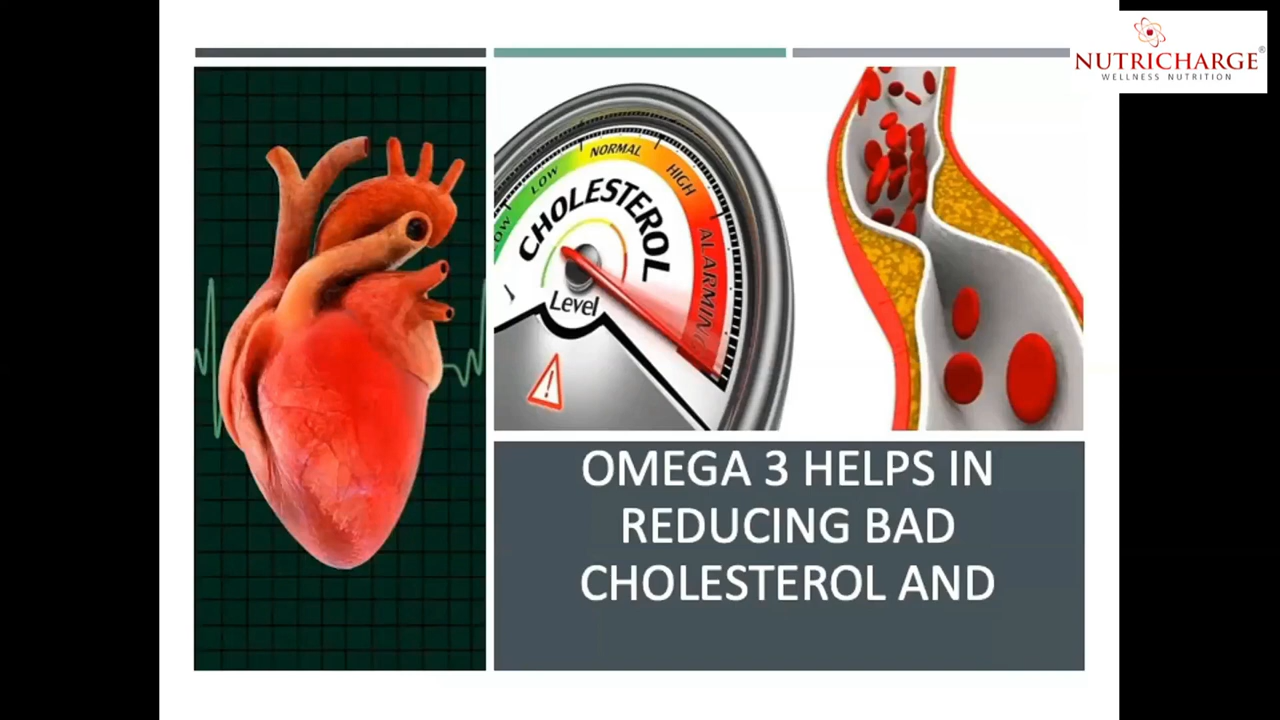 NUTRICHARGE®
WELLNESS NUTRITION
LOW
NORMAL
HIGH
ALARMING
CHOLESTEROL
Level
OMEGA 3 HELPS IN
REDUCING BAD
CHOLESTEROL AND